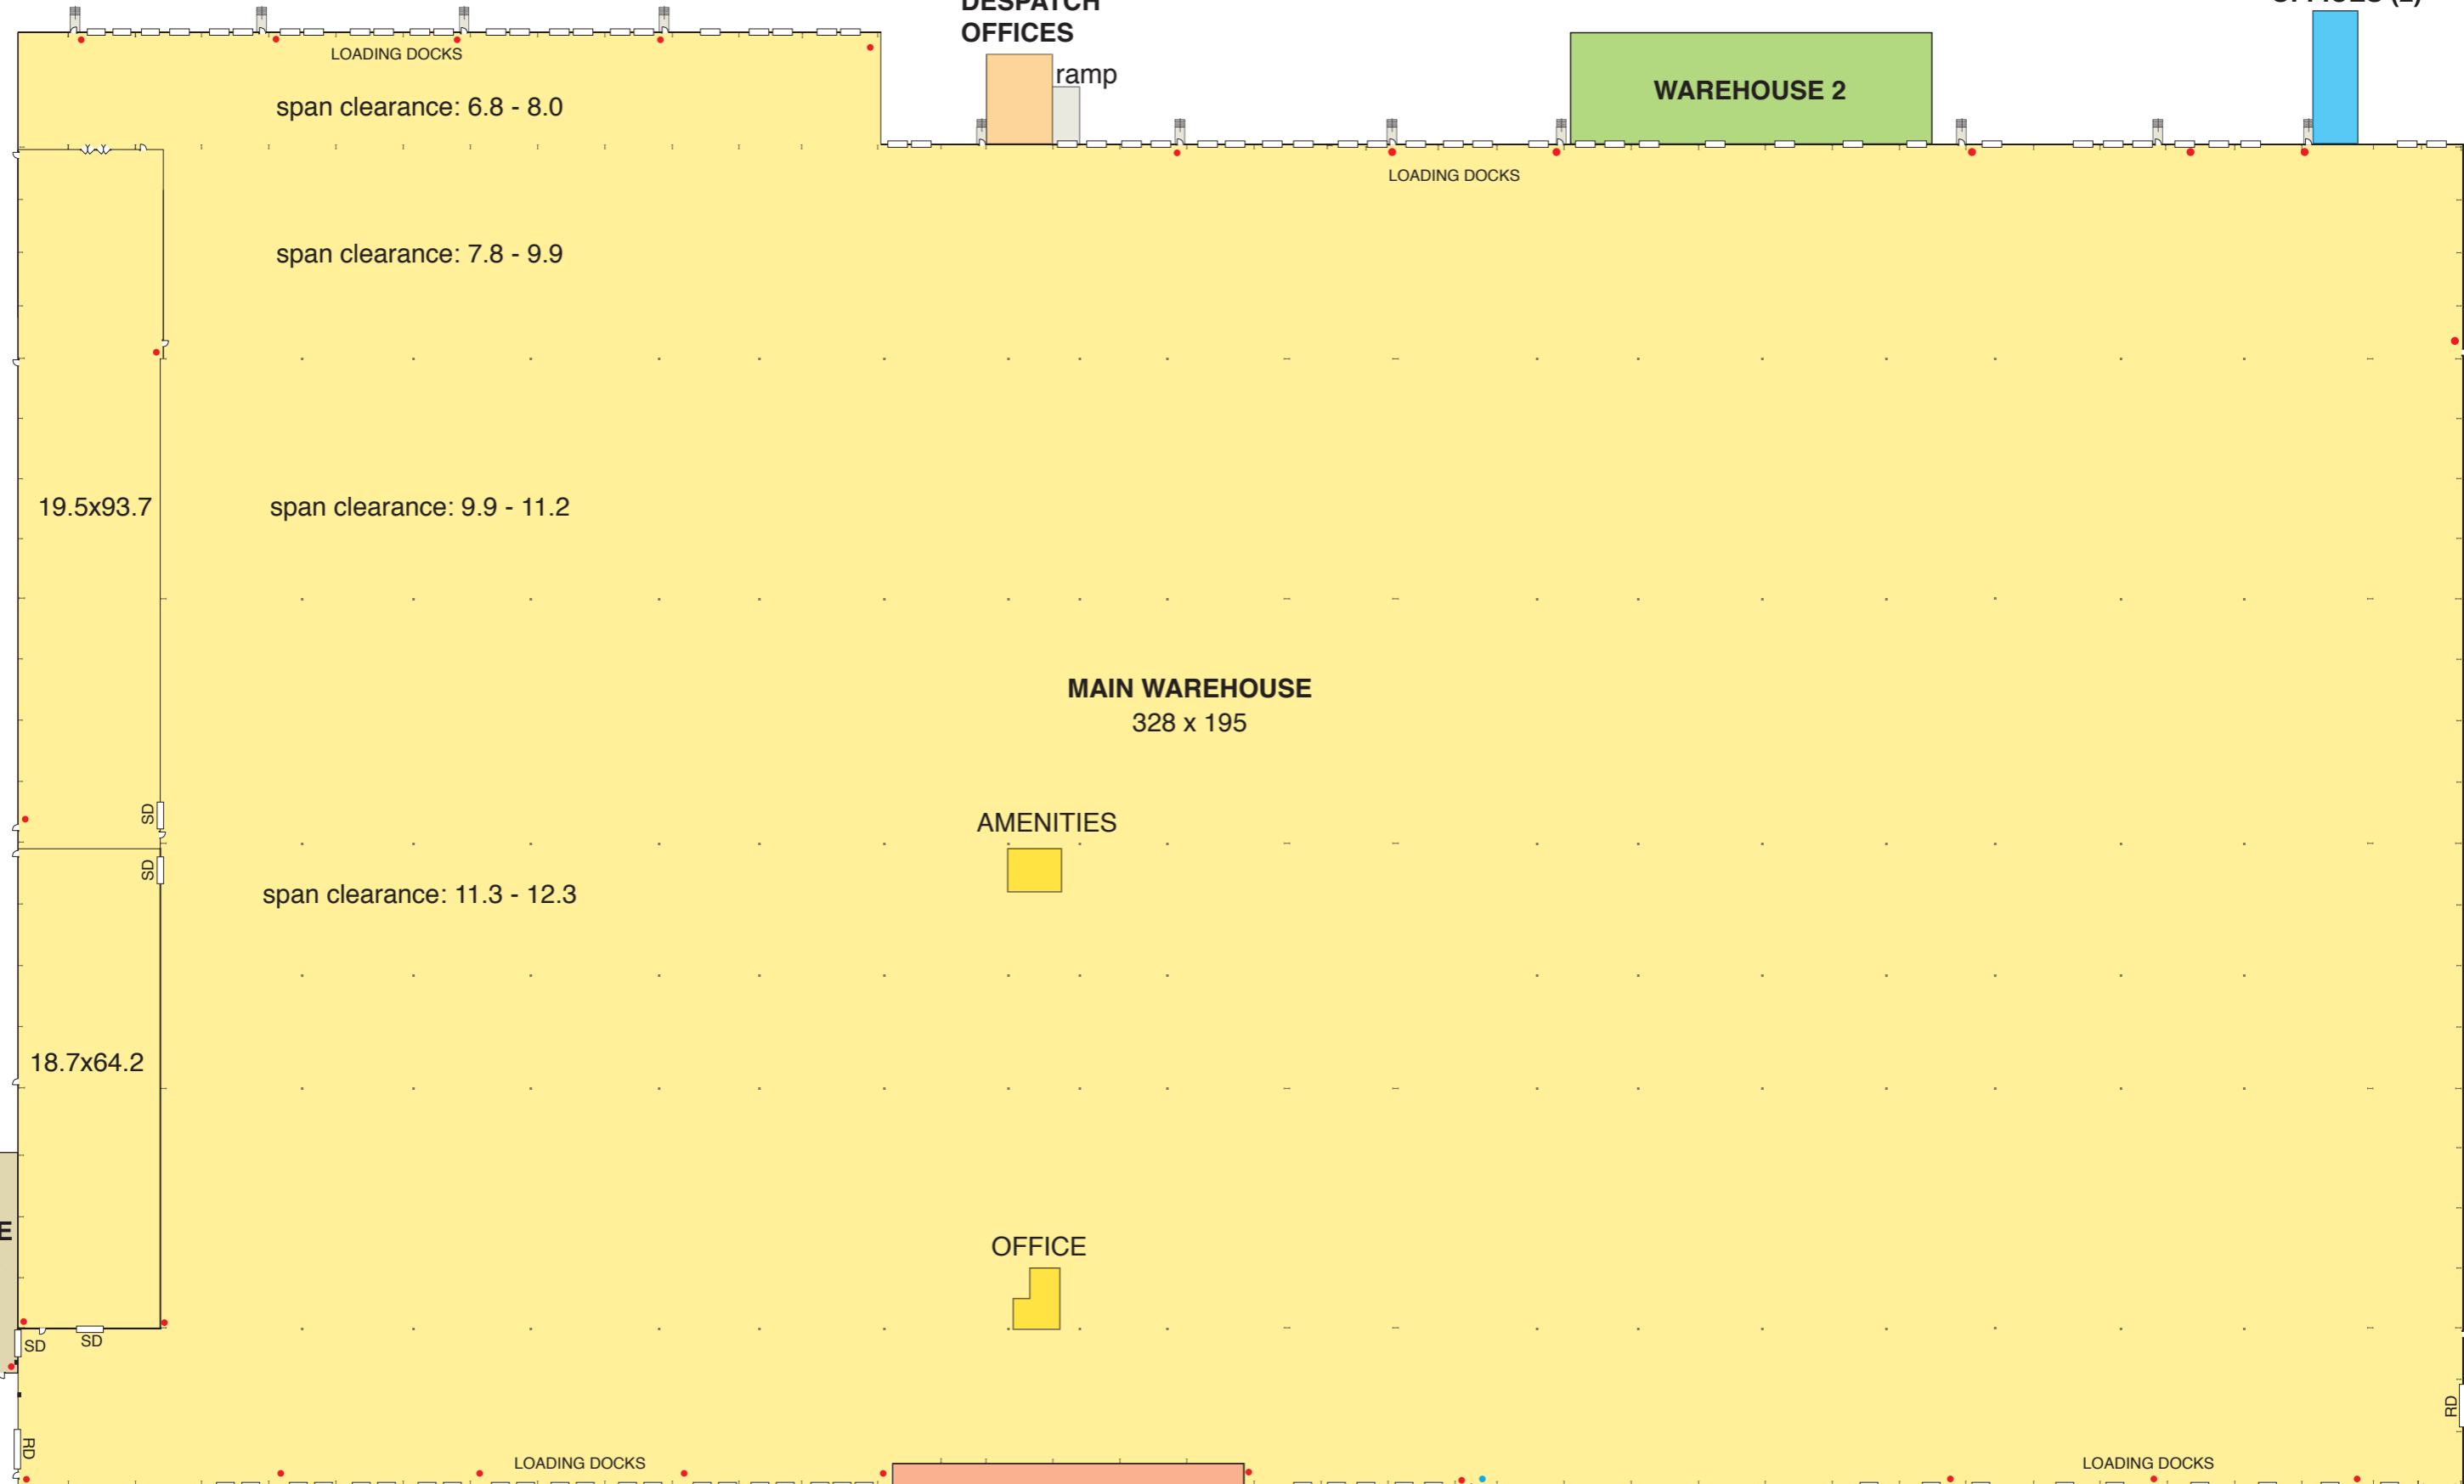 DESPATCH
OFFICES
ramp
WAREHOUSE 2
LOADING DOCKS
span clearance: 6.8 - 8.0
LOADING DOCKS
span clearance: 7.8 - 9.9
19.5x93.7
span clearance: 9.9 - 11.2
MAIN WAREHOUSE
328 x 195
SD
AMENITIES
SD
span clearance: 11.3 - 12.3
18.7x64.2
E
OFFICE
SD
SD
RD
RD
LOADING DOCKS
LOADING DOCKS